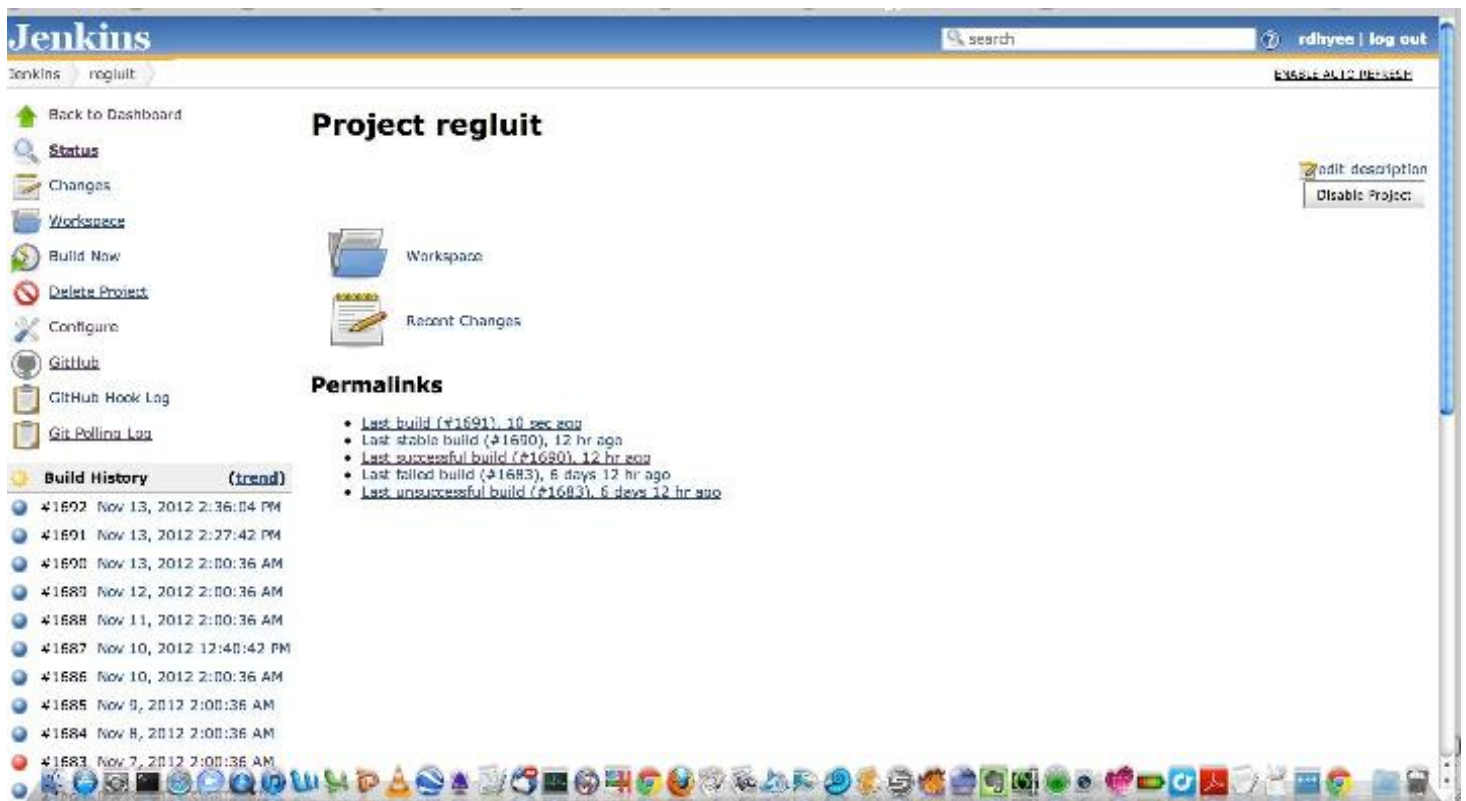 Jenkins
search
rdhyee | log out
Jenkins regluit
ENABLE AUTO REFRESH
Back to Dashboard
Status
Changes
Workspace
Build Now
Delete Project
Configure
GitHub
GitHub Hook Log
Git Polling Log
Build History (trend)
#1692 Nov 13, 2012 2:36:04 PM
#1691 Nov 13, 2012 2:27:42 PM
#1690 Nov 13, 2012 2:00:36 AM
#1689 Nov 12, 2012 2:00:36 AM
#1688 Nov 11, 2012 2:00:36 AM
#1687 Nov 10, 2012 12:40:42 PM
#1686 Nov 10, 2012 2:00:36 AM
#1685 Nov 9, 2012 2:00:36 AM
#1684 Nov 8, 2012 2:00:36 AM
#1683 Nov 7, 2012 2:00:36 AM
Project regluit
edit description
Disable Project
Workspace
Recent Changes
Permalinks
Last build (#1691), 10 sec ago
Last stable build (#1690), 12 hr ago
Last successful build (#1690), 12 hr ago
Last failed build (#1683), 6 days 12 hr ago
Last unsuccessful build (#1683), 6 days 12 hr ago